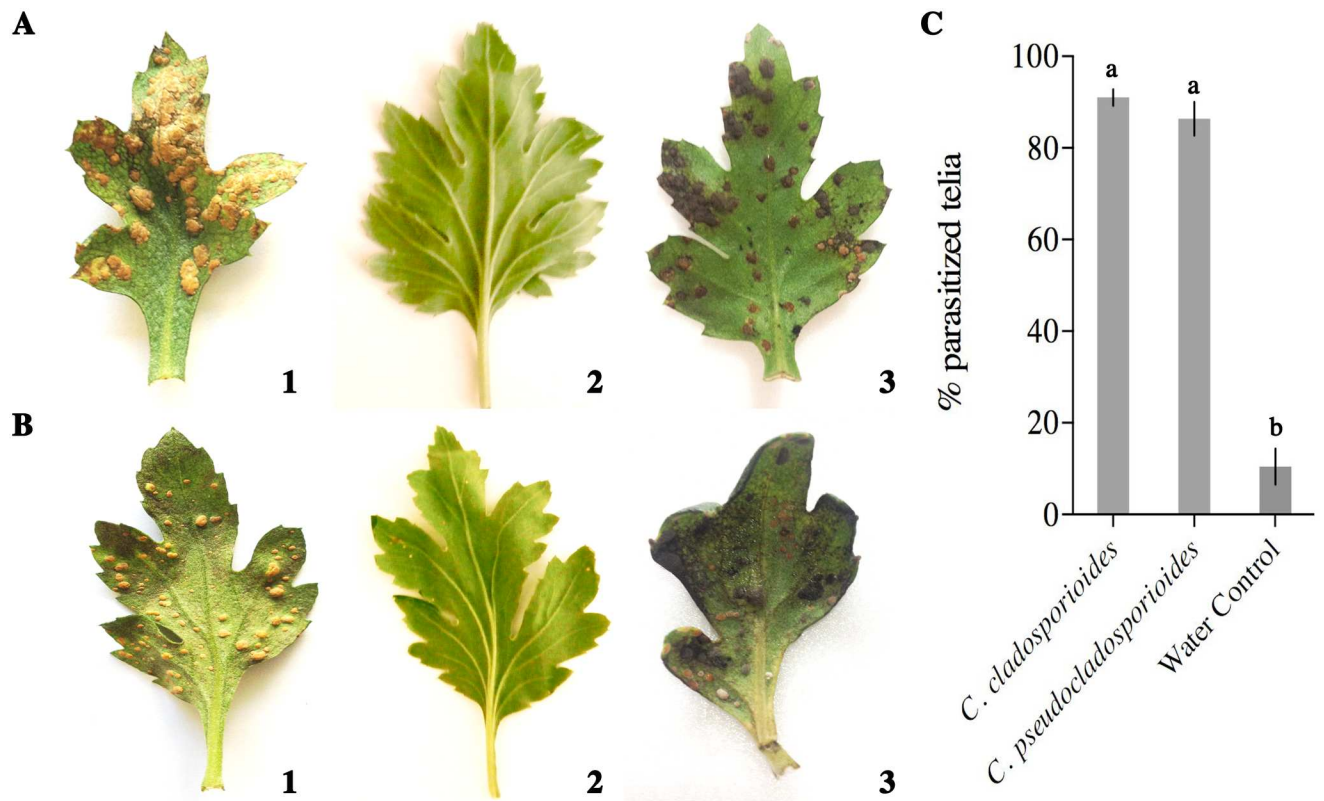 A
1
2
3
B
1
2
3
C
% parasitized telia
100
80
60
40
20
0
a
a
b
C. cladosporioides
C. pseudocladosporioides
Water Control